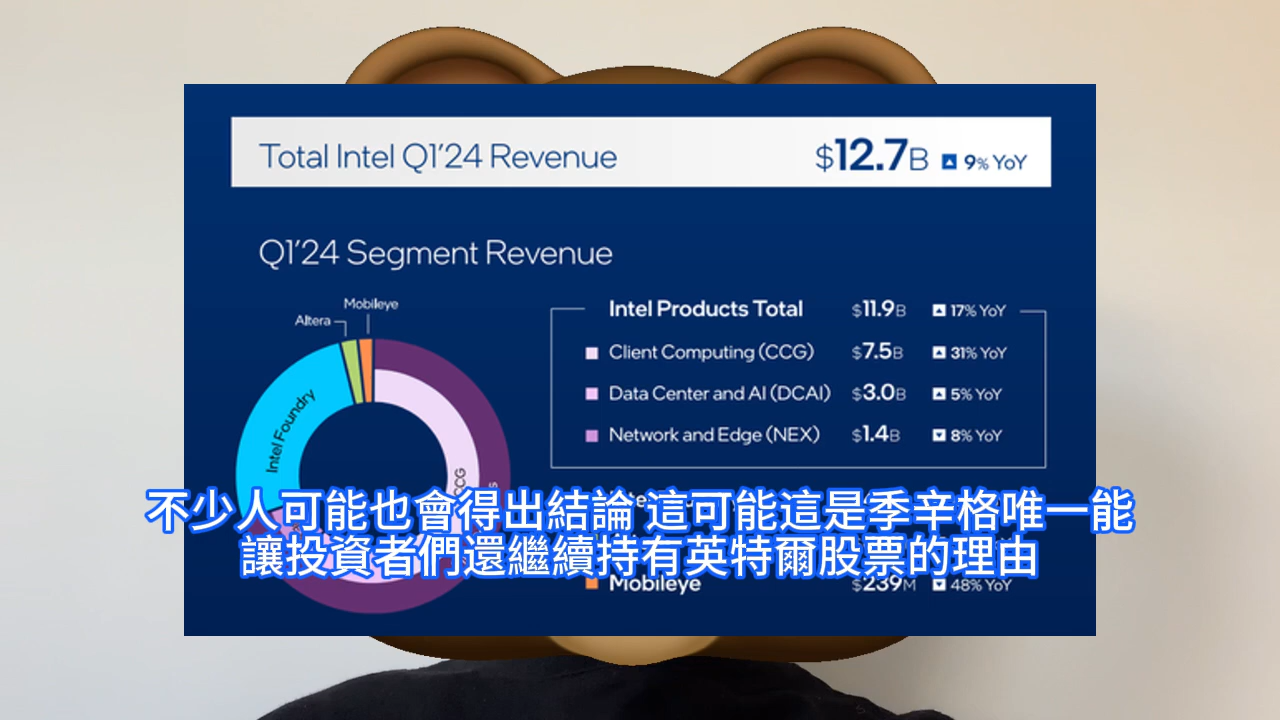 Total Intel Q1'24 Revenue $12.7B 9% YoY
Q1'24 Segment Revenue
Mobileye
Altera
Intel Foundry
CCG
Intel Products Total $11.9B 17% YoY
Client Computing (CCG) $7.5B 31% YoY
Data Center and AI (DCAI) $3.0B 5% YoY
Network and Edge (NEX) $1.4B 8% YoY
不少人可能也會得出結論 這可能這是季辛格唯一能
讓投資者們還繼續持有英特爾股票的理由
Mobileye $239M 48% YoY